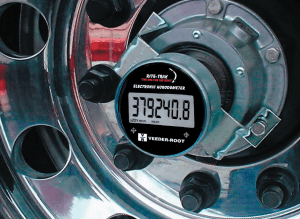 RITE-TRAK
ELECTRONIC HUBODOMETER
379240.8
VEEDER-ROOT